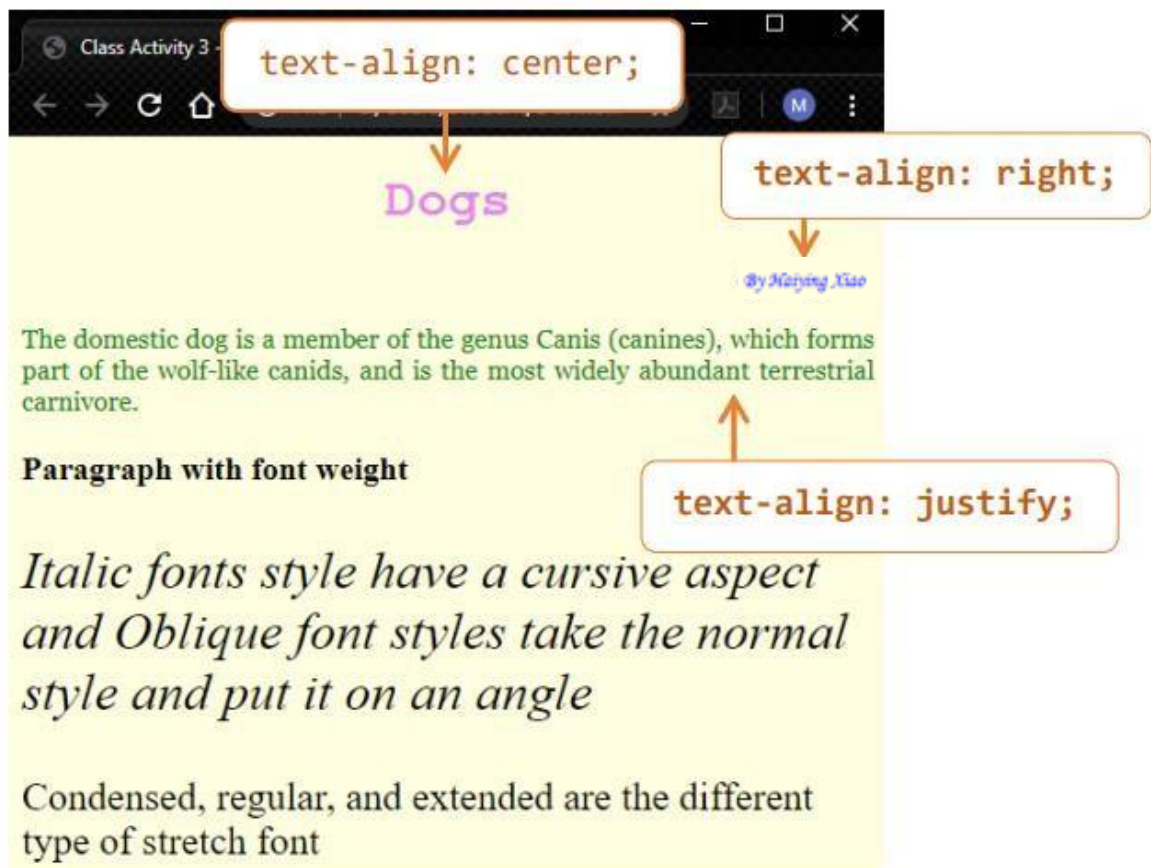 Class Activity 3 -
text-align: center;
M
Dogs
text-align: right;
By Haiying Xiao
The domestic dog is a member of the genus Canis (canines), which forms
part of the wolf-like canids, and is the most widely abundant terrestrial
carnivore.
Paragraph with font weight
text-align: justify;
Italic fonts style have a cursive aspect
and Oblique font styles take the normal
style and put it on an angle
Condensed, regular, and extended are the different
type of stretch font